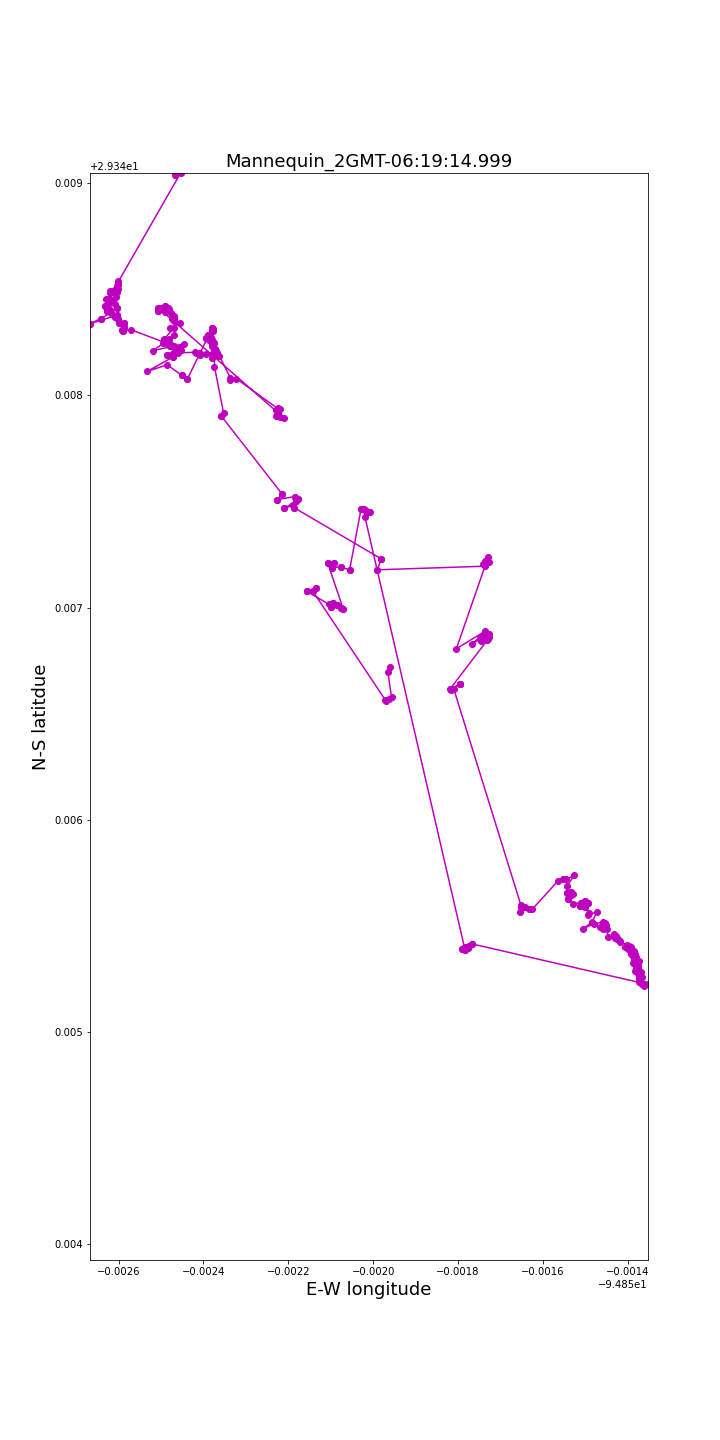 Mannequin_2GMT-06:19:14.999
+2.934e1
0.009
0.008
0.007
0.006
0.005
0.004
N-S latitdue
−0.0026 −0.0024 −0.0022 −0.0020 −0.0018 −0.0016 −0.0014
−9.485e1
E-W longitude